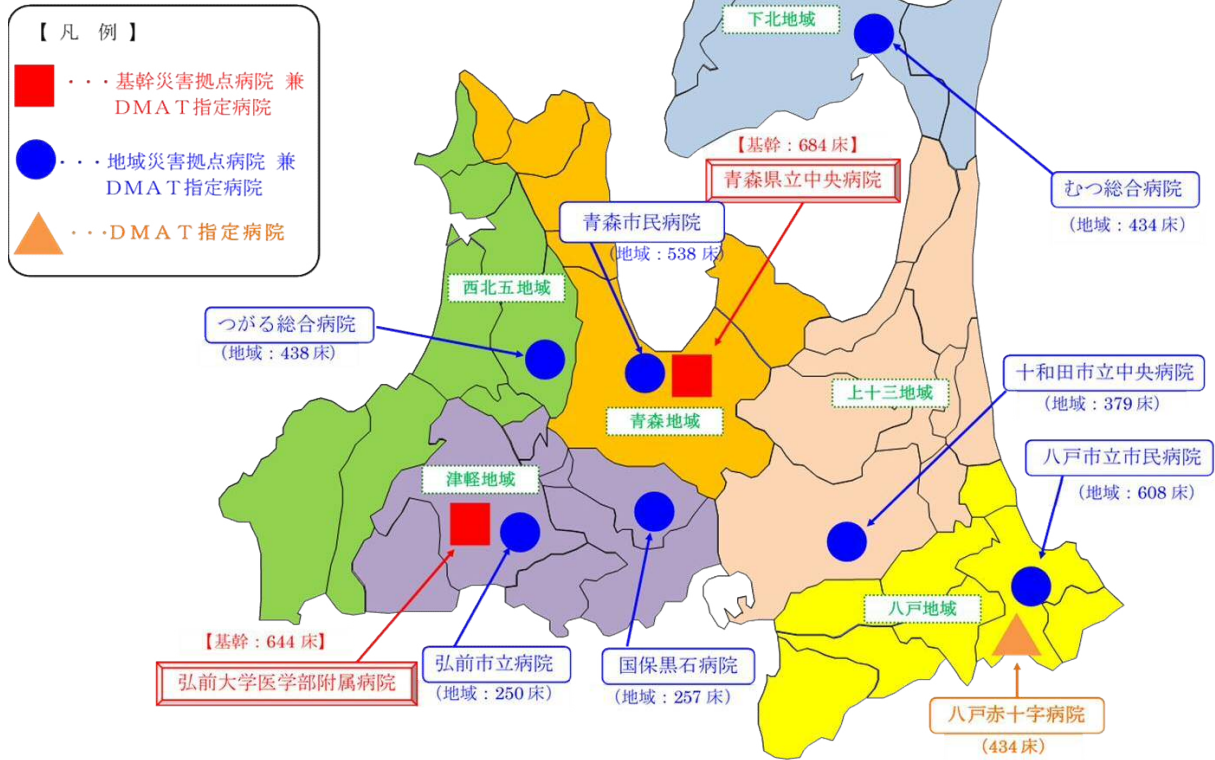 【 凡 例 】
・・・基幹災害拠点病院 兼
DMAT指定病院
・・・地域災害拠点病院 兼
DMAT指定病院
・・・DMAT指定病院
下北地域
【基幹：684 床】
青森県立中央病院
むつ総合病院
(地域：434 床)
青森市民病院
(地域：538 床)
西北五地域
つがる総合病院
(地域：438 床)
十和田市立中央病院
(地域：379 床)
上十三地域
青森地域
八戸市立市民病院
(地域：608 床)
津軽地域
八戸地域
【基幹：644 床】
弘前大学医学部附属病院
弘前市立病院
(地域：250 床)
国保黒石病院
(地域：257 床)
八戸赤十字病院
(434 床)